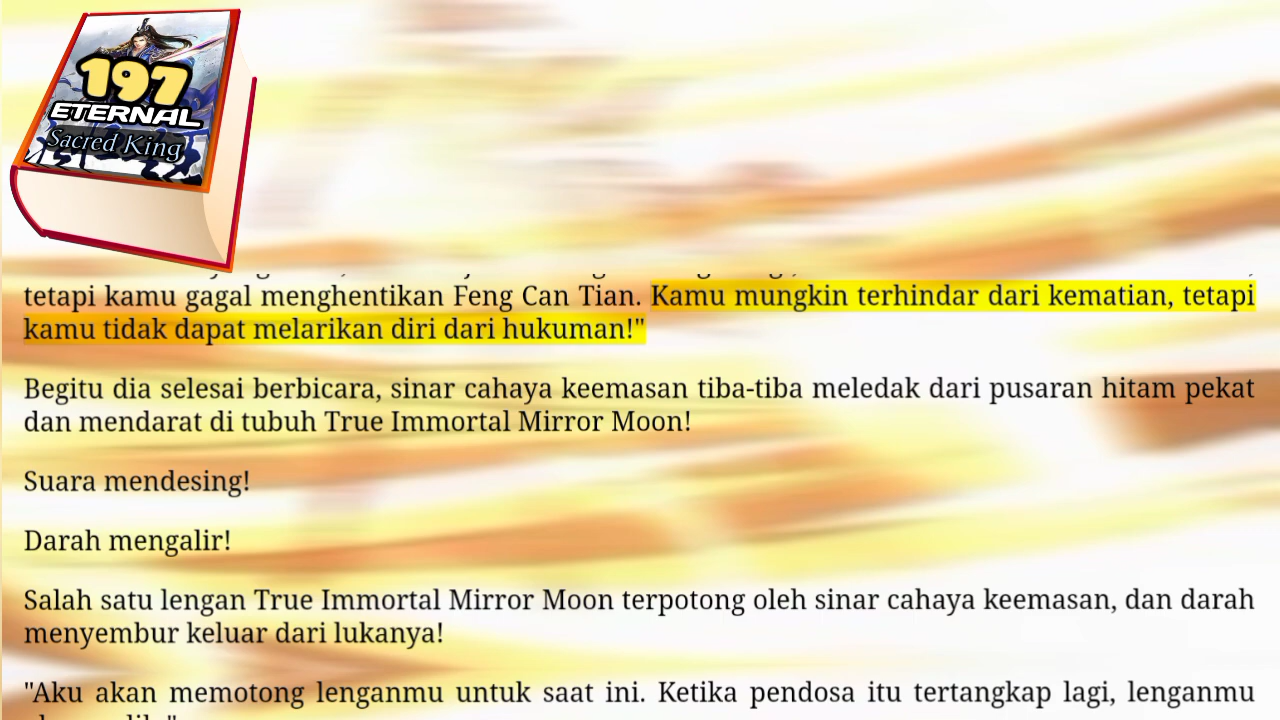 197
ETERNAL
Sacred King
tetapi kamu gagal menghentikan Feng Can Tian. Kamu mungkin terhindar dari kematian, tetapi
kamu tidak dapat melarikan diri dari hukuman!"
Begitu dia selesai berbicara, sinar cahaya keemasan tiba-tiba meledak dari pusaran hitam pekat
dan mendarat di tubuh True Immortal Mirror Moon!
Suara mendesing!
Darah mengalir!
Salah satu lengan True Immortal Mirror Moon terpotong oleh sinar cahaya keemasan, dan darah
menyembur keluar dari lukanya!
"Aku akan memotong lenganmu untuk saat ini. Ketika pendosa itu tertangkap lagi, lenganmu